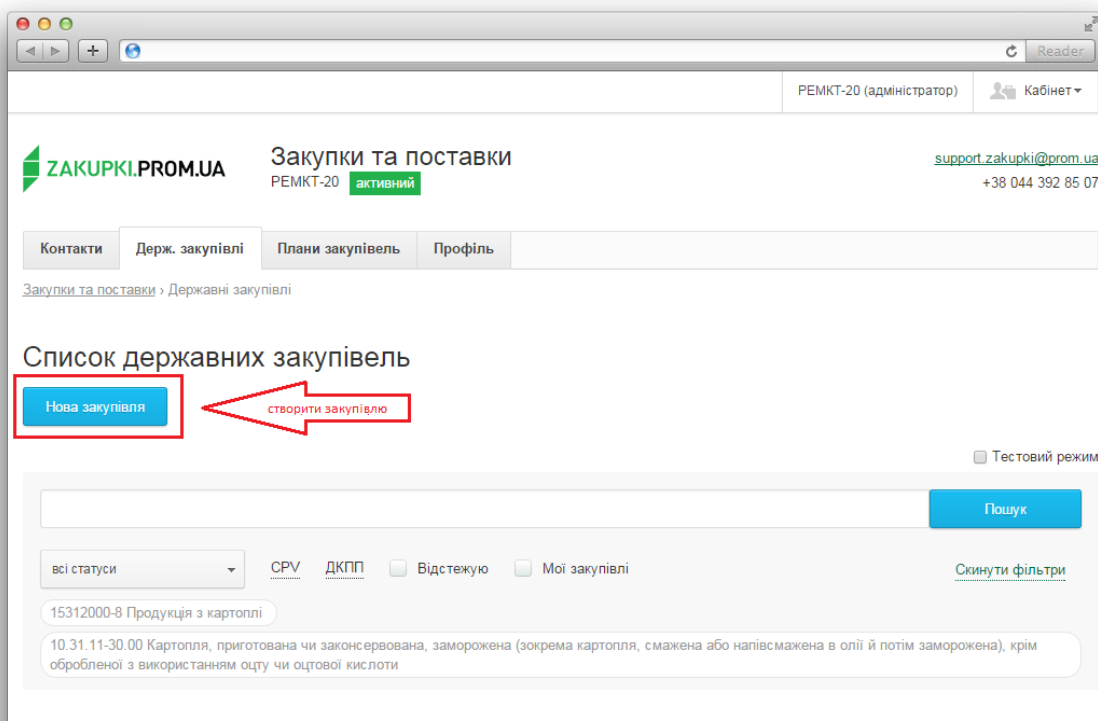 Reader
РЕМКТ-20 (адміністратор)
Кабінет
ZAKUPKI.PROM.UA
Закупки та поставки
РЕМКТ-20 активний
support.zakupki@prom.ua
+38 044 392 85 07
Контакти Держ. закупівлі Плани закупівель Профіль
Закупки та поставки › Державні закупівлі
Список державних закупівель
Нова закупівля
створити закупівлю
Тестовий режим
Пошук
всі статуси CPV ДКПП Відстежую Мої закупівлі Скинути фільтри
15312000-8 Продукція з картоплі
10.31.11-30.00 Картопля, приготована чи законсервована, заморожена (зокрема картопля, смажена або напівсмажена в олії й потім заморожена), крім
обробленої з використанням оцту чи оцтової кислоти